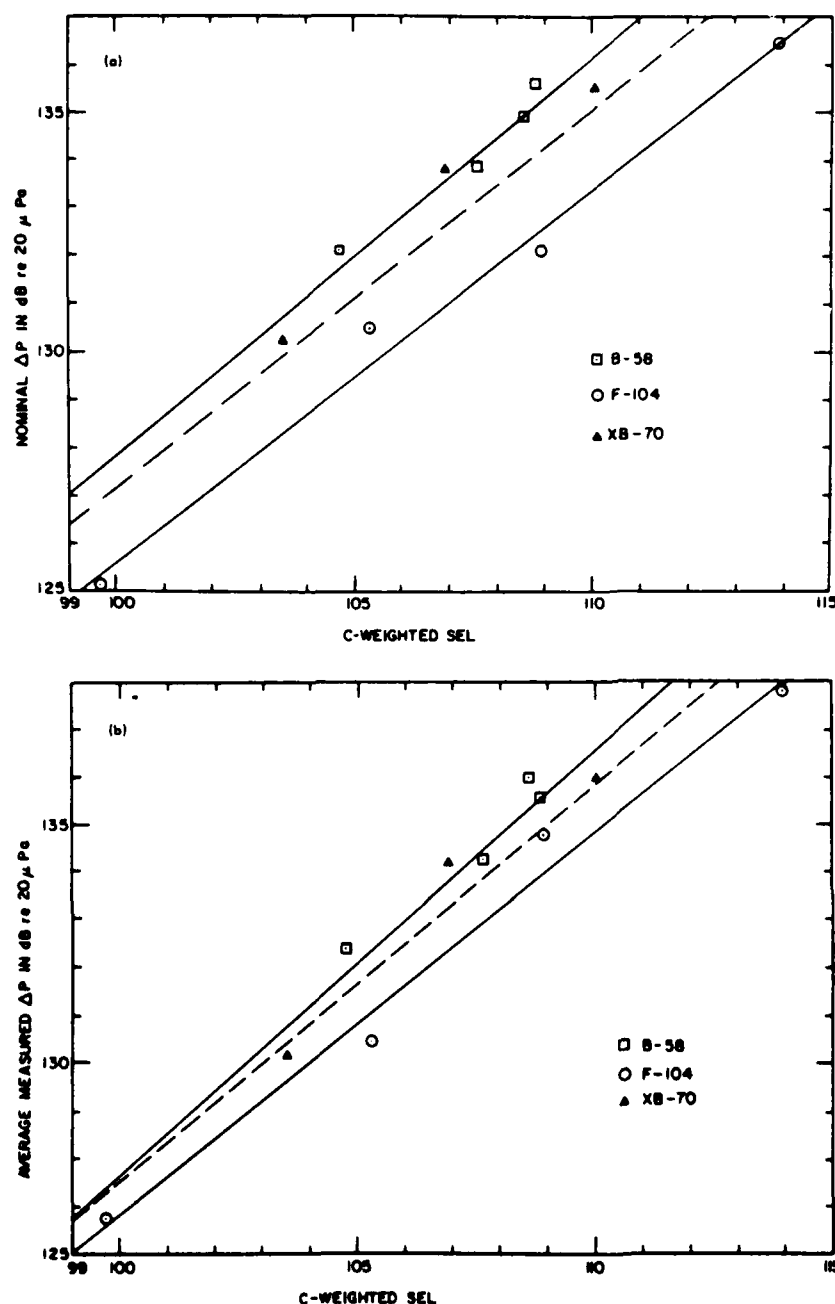 (a)
NOMINAL ΔP IN dB re 20 μ Pa
135
130
125
B-58
F-104
XB-70
99 100 105 110 115
C-WEIGHTED SEL
(b)
AVERAGE MEASURED ΔP IN dB re 20μ Pa
135
130
125
B-58
F-104
XB-70
99 100 105 110 115
C-WEIGHTED SEL